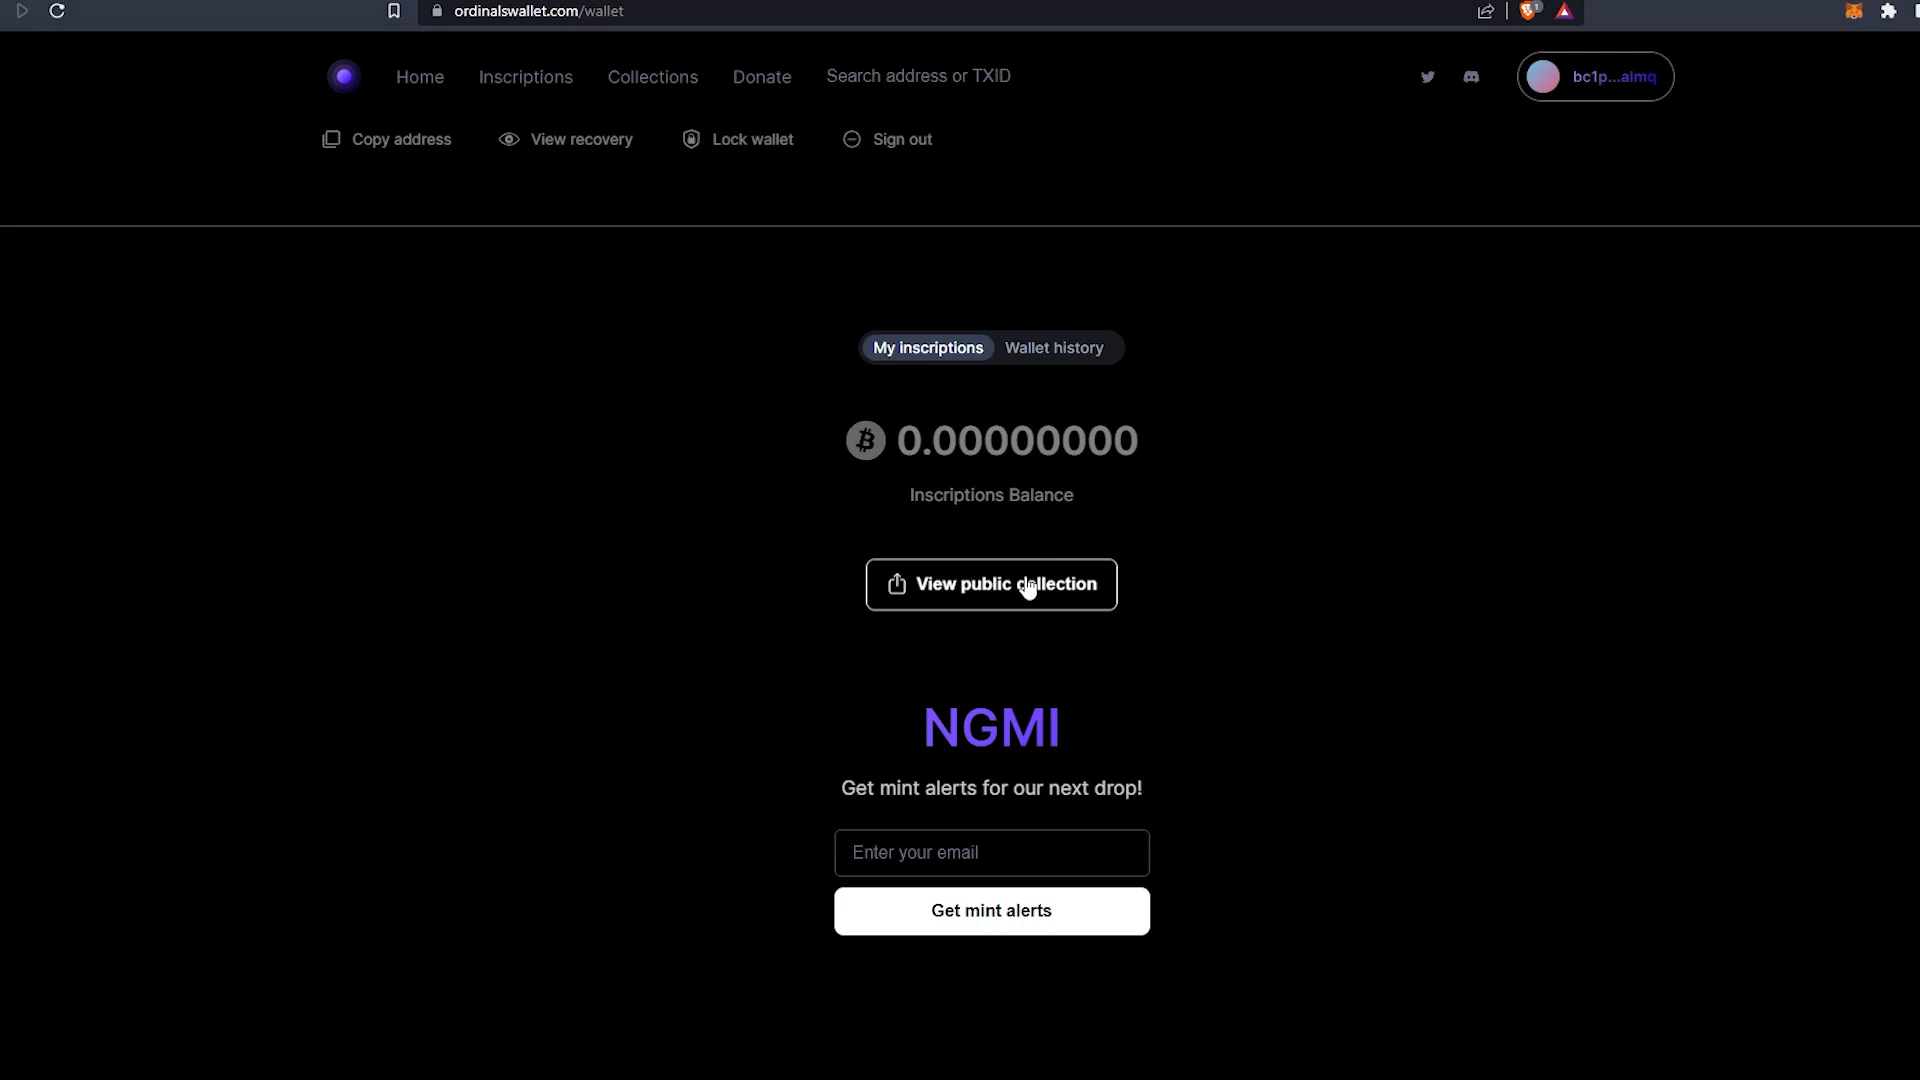 ordinalswallet.com/wallet
1
Home
Inscriptions
Collections
Donate
Search address or TXID
bc1p...almq
Copy address
View recovery
Lock wallet
Sign out
My inscriptions
Wallet history
0.00000000
Inscriptions Balance
View public collection
NGMI
Get mint alerts for our next drop!
Enter your email
Get mint alerts